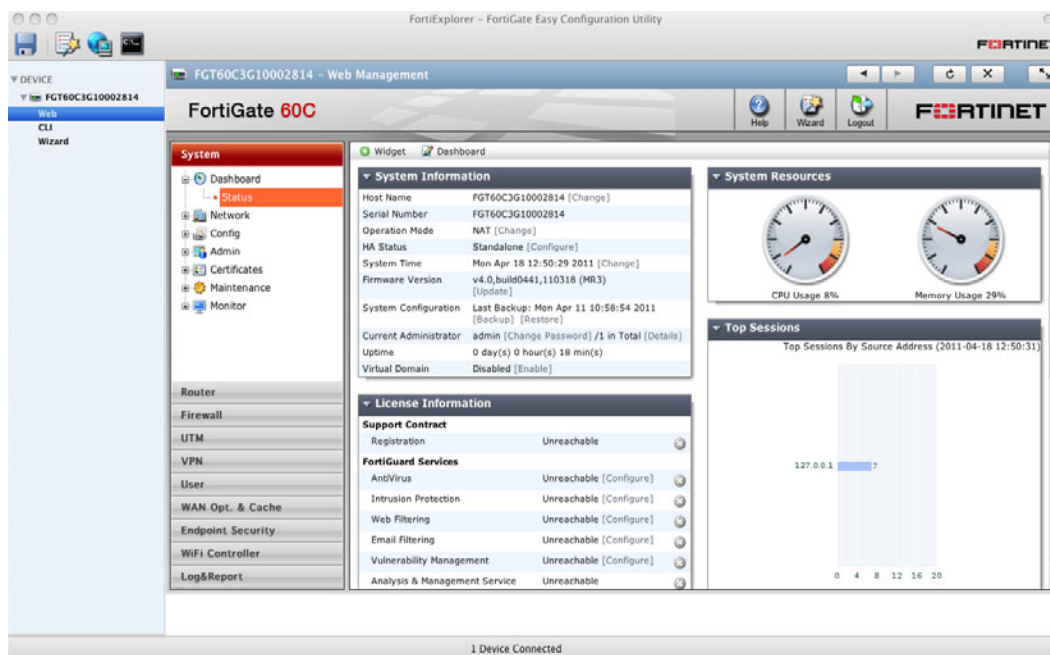 FortiExplorer – FortiGate Easy Configuration Utility
DEVICE
FGT60C3G10002814
Web
CLI
Wizard
FGT60C3G10002814 – Web Management
FortiGate 60C
Help
Wizard
Logout
FORTINET
System
Dashboard
Status
Network
Config
Admin
Certificates
Maintenance
Monitor
Router
Firewall
UTM
VPN
User
WAN Opt. & Cache
Endpoint Security
WiFi Controller
Log&Report
Widget Dashboard
System Information
Host Name FGT60C3G10002814 [Change]
Serial Number FGT60C3G10002814
Operation Mode NAT [Change]
HA Status Standalone [Configure]
System Time Mon Apr 18 12:50:29 2011 [Change]
Firmware Version v4.0,build0441,110318 (MR3)
[Update]
System Configuration Last Backup: Mon Apr 11 10:58:54 2011
[Backup] [Restore]
Current Administrator admin [Change Password] /1 in Total [Details]
Uptime 0 day(s) 0 hour(s) 18 min(s)
Virtual Domain Disabled [Enable]
License Information
Support Contract
Registration Unreachable
FortiGuard Services
AntiVirus Unreachable [Configure]
Intrusion Protection Unreachable [Configure]
Web Filtering Unreachable [Configure]
Email Filtering Unreachable [Configure]
Vulnerability Management Unreachable [Configure]
Analysis & Management Service Unreachable
System Resources
CPU Usage 8% Memory Usage 29%
Top Sessions
Top Sessions By Source Address (2011-04-18 12:50:31)
127.0.0.1 7
0 4 8 12 16 20
1 Device Connected